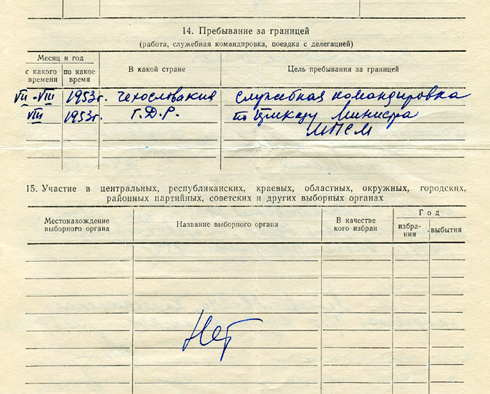 14. Пребывание за границей
(работа, служебная командировка, поездка с делегацией)
Месяц и год
с какого времени
по какое время
В какой стране
Цель пребывания за границей
VII-VIII 1953г. Чехословакия служебная командировка
VIII 1953г. Г.Д.Р. по приказу Министра
МПСМ
15. Участие в центральных, республиканских, краевых, областных, окружных, городских,
районных партийных, советских и других выборных органах
Местонахождение выборного органа
Название выборного органа
В качестве кого избран
Год
избра-
ния
выбытия
Нет